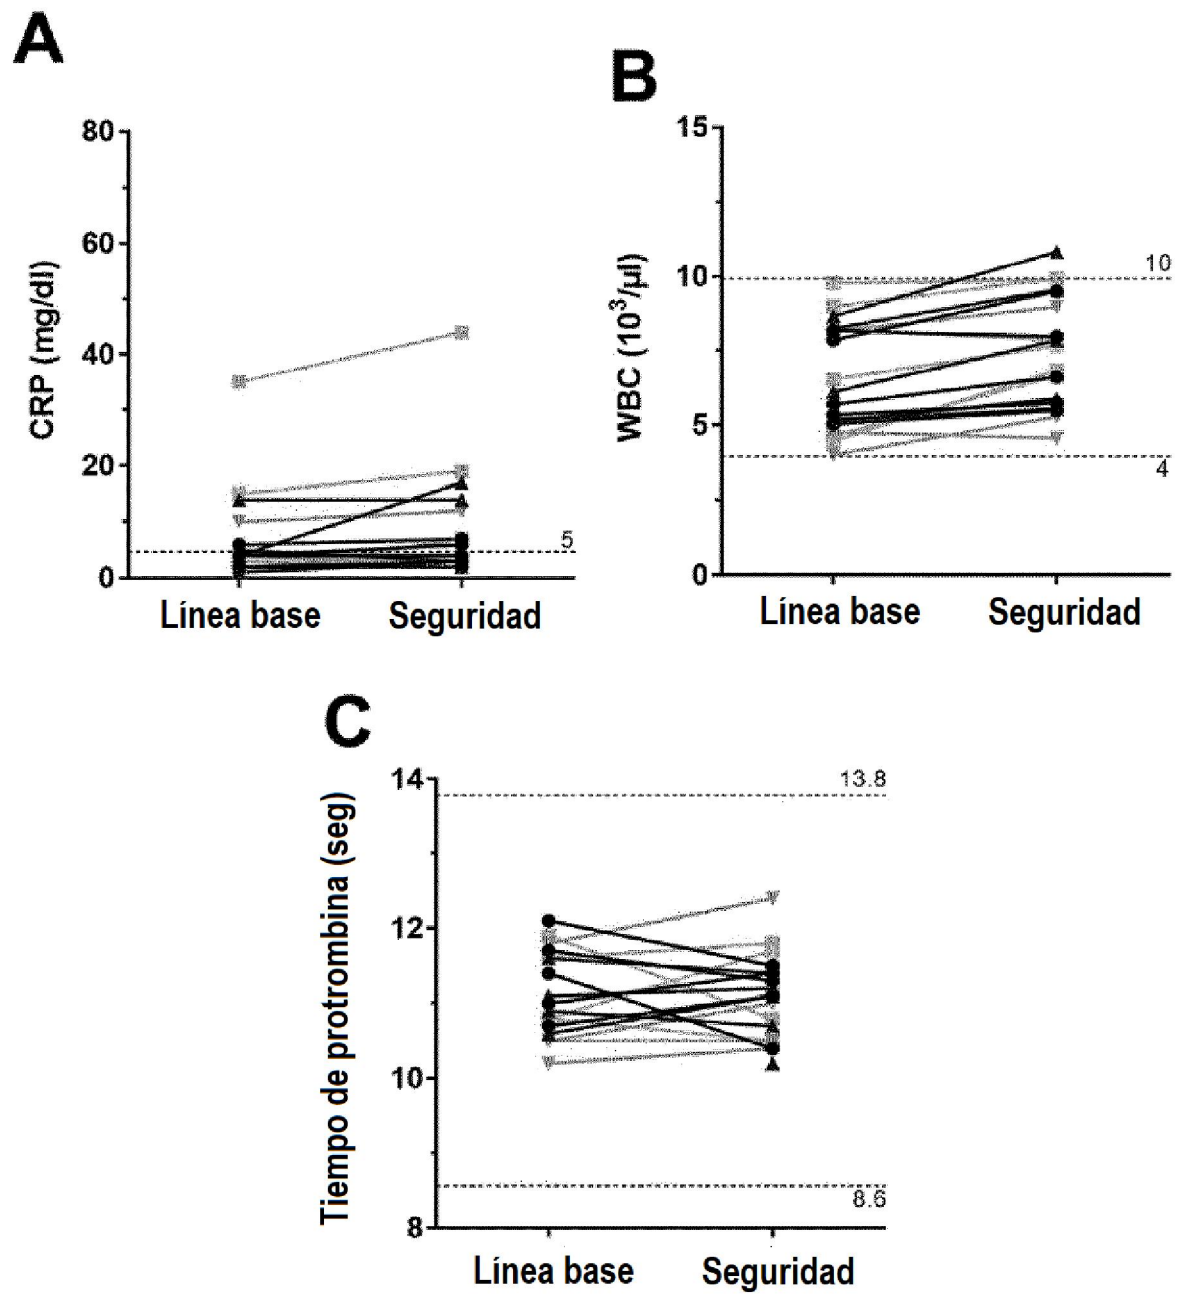 A
80
60
40
20
0
CRP (mg/dl)
5
Línea base
Seguridad
B
15
10
5
0
WBC (10³/µl)
10
4
Línea base
Seguridad
C
14
12
10
8
Tiempo de protrombina (seg)
13.8
8.6
Línea base
Seguridad